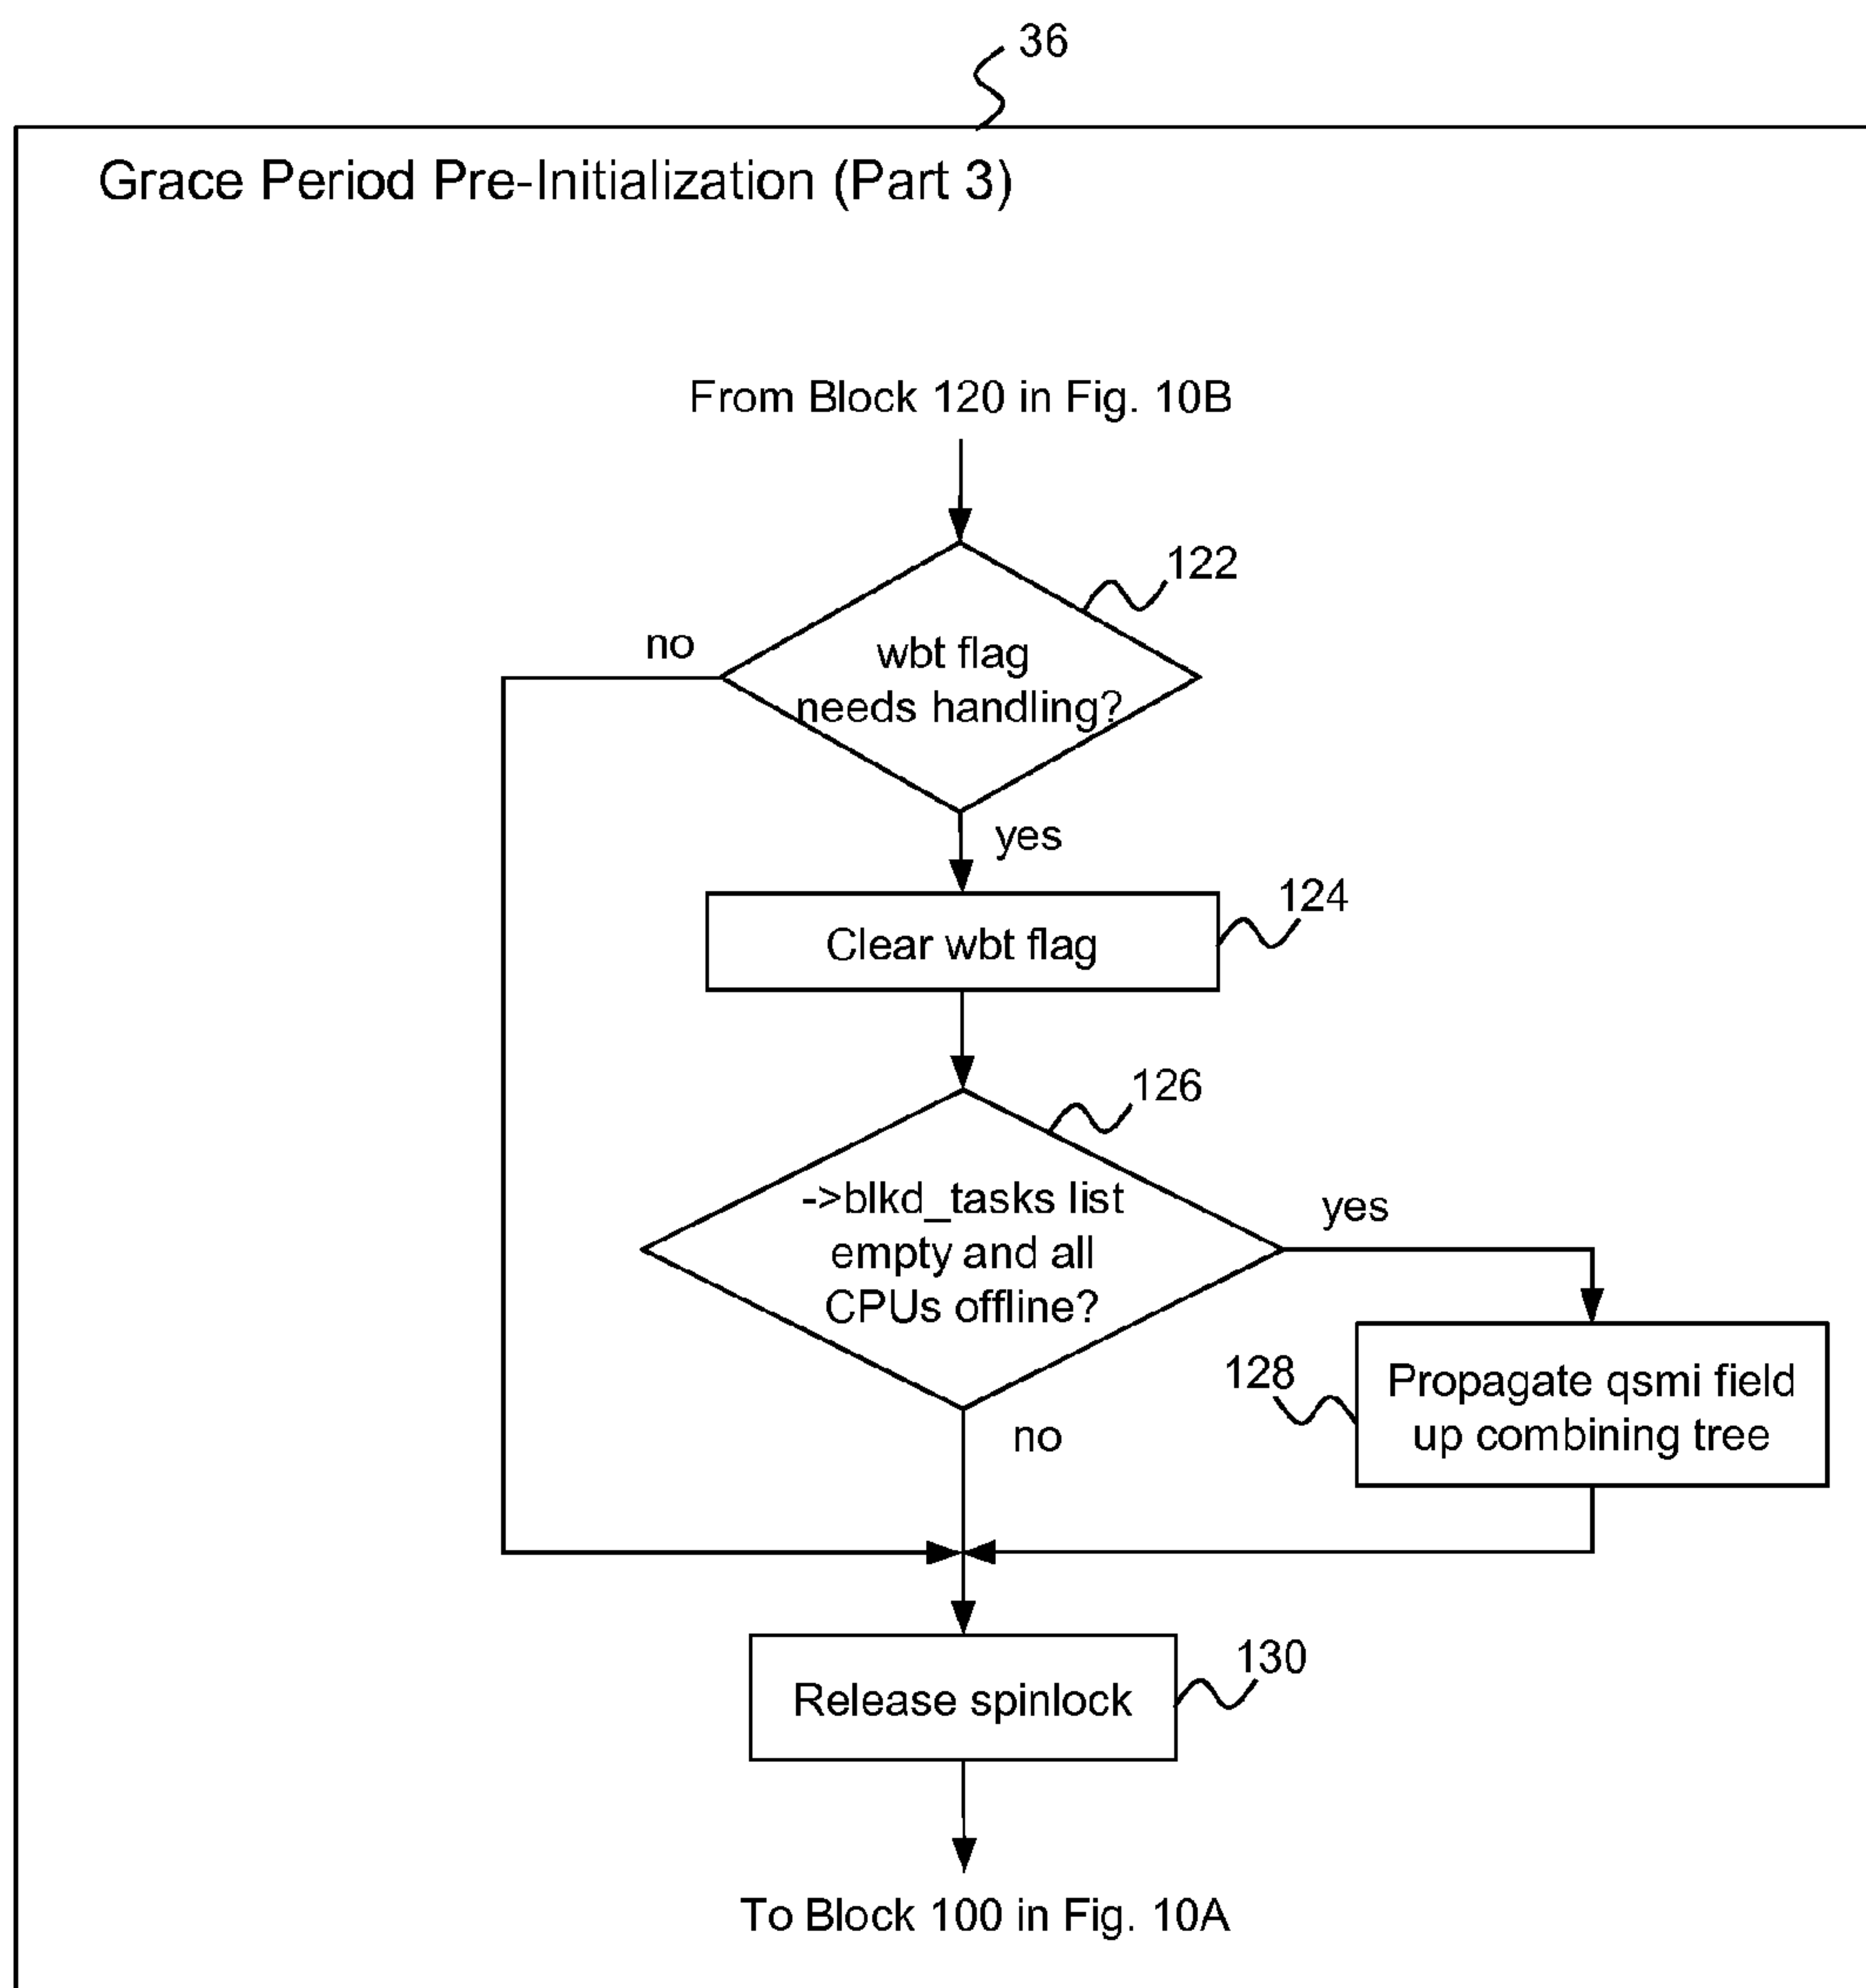 36
Grace Period Pre-Initialization (Part 3)
From Block 120 in Fig. 10B
122
no
wbt flag
needs handling?
yes
124
Clear wbt flag
126
->blkd_tasks list
empty and all
CPUs offline?
yes
128
Propagate qsmi field
up combining tree
no
130
Release spinlock
To Block 100 in Fig. 10A